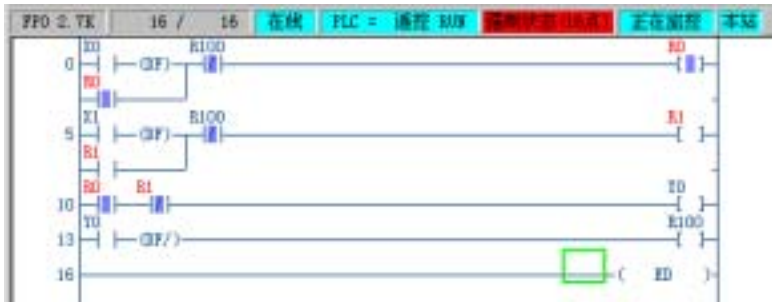 FP0 2.7K 16 / 16 在线 PLC = 遥控 RUN 正在监控 本站
X0 R100 R0
0 (DF)
R0
X1 R100 R1
5 (DF)
R1
R0 R1 Y0
10
Y0 R100
13 (DF/)
16 ( ED )